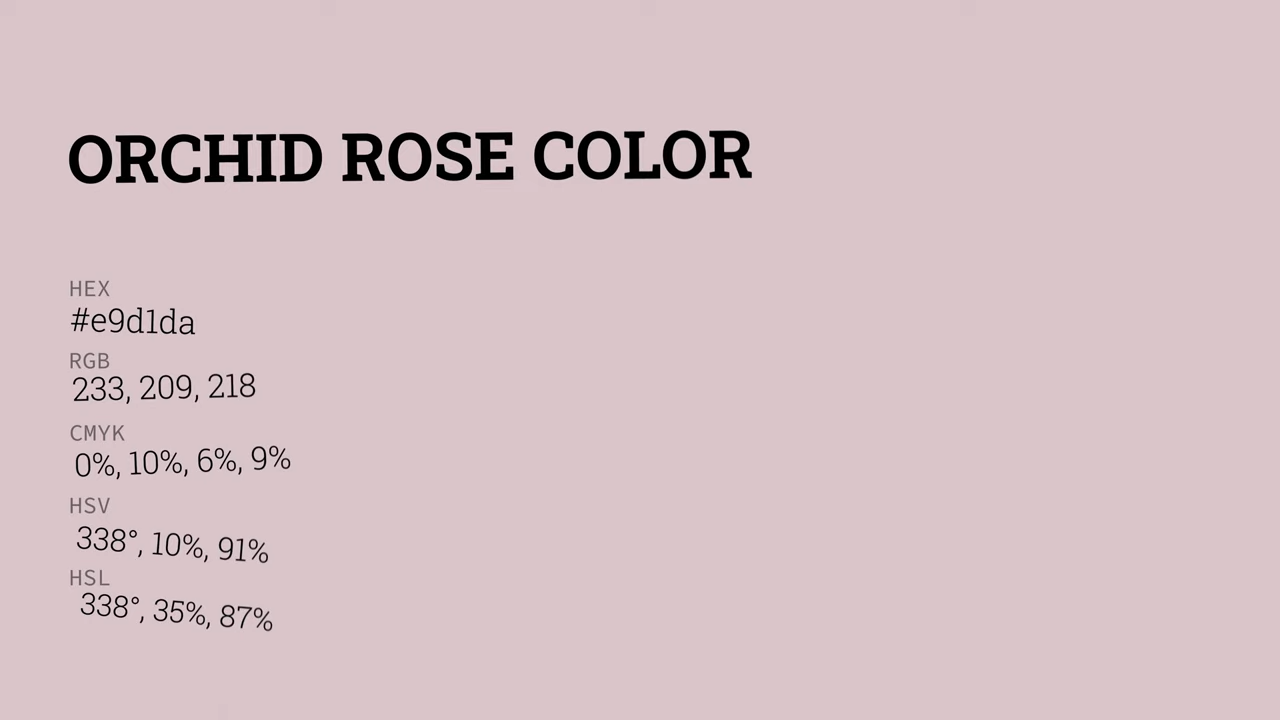 ORCHID ROSE COLOR
HEX
#e9d1da
RGB
233, 209, 218
CMYK
0%, 10%, 6%, 9%
HSV
338°, 10%, 91%
HSL
338°, 35%, 87%